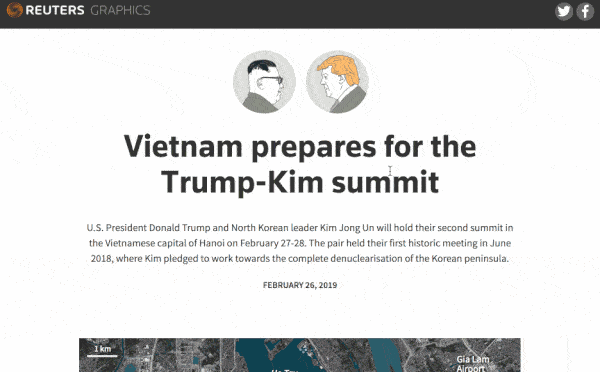 REUTERS GRAPHICS
Vietnam prepares for the
Trump-Kim summit
U.S. President Donald Trump and North Korean leader Kim Jong Un will hold their second summit in
the Vietnamese capital of Hanoi on February 27-28. The pair held their first historic meeting in June
2018, where Kim pledged to work towards the complete denuclearisation of the Korean peninsula.
FEBRUARY 26, 2019
1 km
Gia Lam
Airport